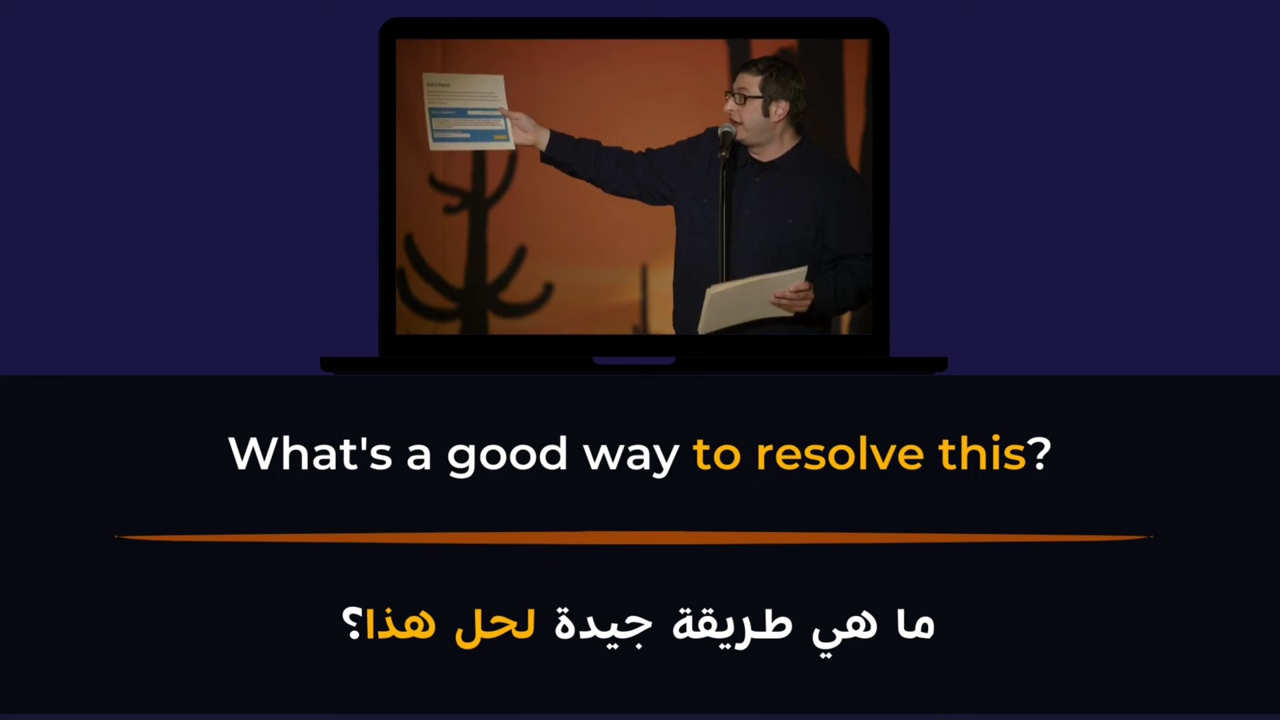 What's a good way to resolve this?
ما هي طريقة جيدة لحل هذا؟